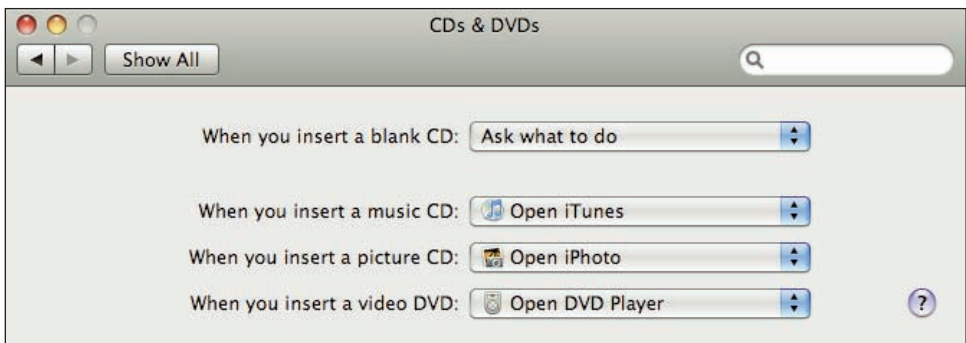 CDs & DVDs
Show All
When you insert a blank CD: Ask what to do
When you insert a music CD: Open iTunes
When you insert a picture CD: Open iPhoto
When you insert a video DVD: Open DVD Player
?